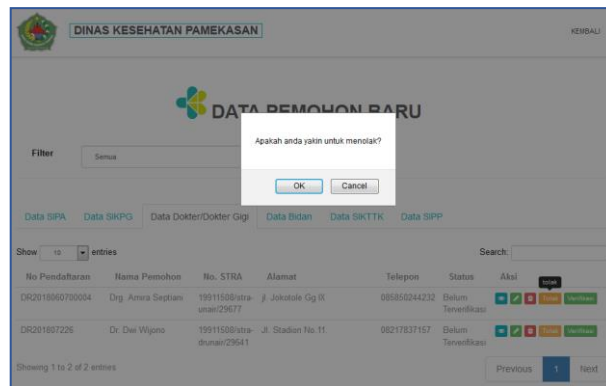 DINAS KESEHATAN PAMEKASAN
KEMBALI
DATA PEMOHON BARU
Apakah anda yakin untuk menolak?
OK Cancel
Filter Semua
Data SIPA Data SIKPG Data Dokter/Dokter Gigi Data Bidan Data SIKTTK Data SIPP
Show 10 entries Search:
tolak
No Pendaftaran Nama Pemohon No. STRA Alamat Telepon Status Aksi
DR2018060700004 Drg. Amira Septiani 19911508/stra- jl. Jokotole Gg IX 085850244232 Belum Tolak Verifikasi
unair/29677 Terverifikasi
DR201807226 Dr. Dwi Wijono 19911508/stra- Jl. Stadion No.11 08217837157 Belum Tolak Verifikasi
drunair/29641 Terverifikasi
Showing 1 to 2 of 2 entries
Previous 1 Next